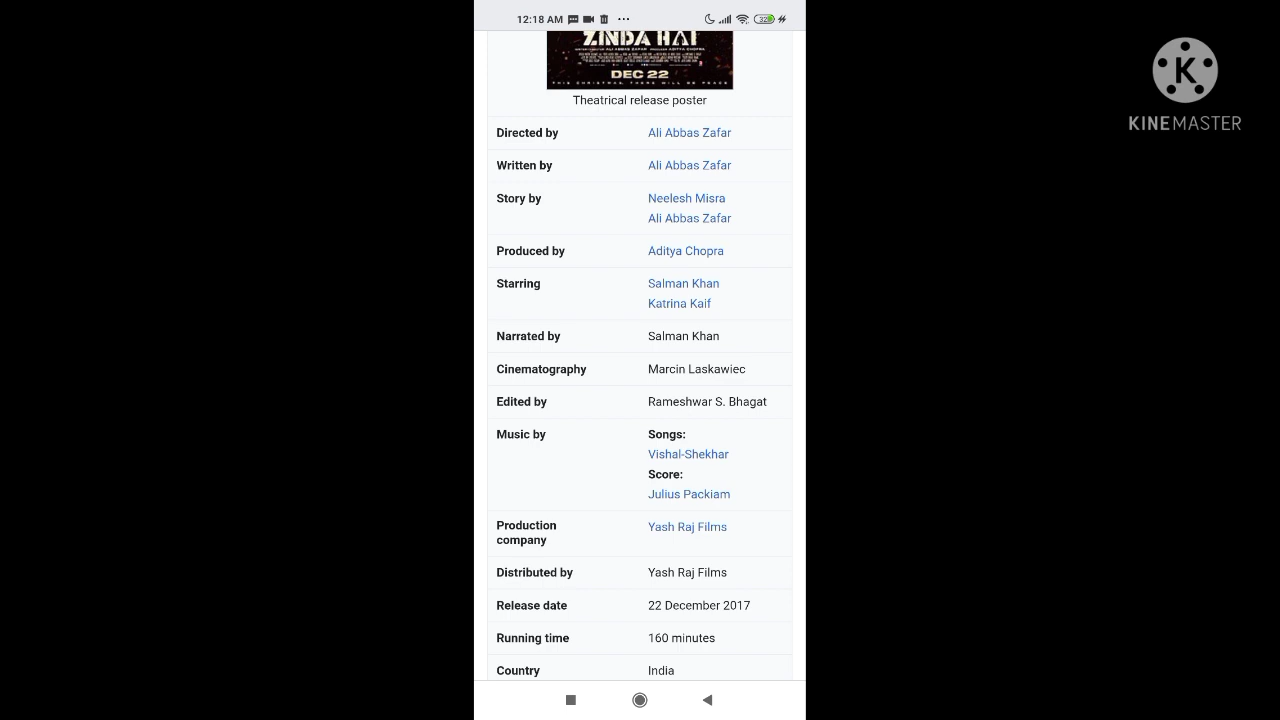 12:18 AM
32
ZINDA HAI
DEC 22
Theatrical release poster
Directed by Ali Abbas Zafar
Written by Ali Abbas Zafar
Story by Neelesh Misra
Ali Abbas Zafar
Produced by Aditya Chopra
Starring Salman Khan
Katrina Kaif
Narrated by Salman Khan
Cinematography Marcin Laskawiec
Edited by Rameshwar S. Bhagat
Music by Songs:
Vishal-Shekhar
Score:
Julius Packiam
Production
company Yash Raj Films
Distributed by Yash Raj Films
Release date 22 December 2017
Running time 160 minutes
Country India
K
KINEMASTER